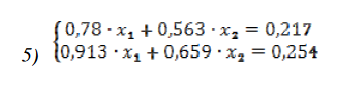 5) {0,78 · x₁ + 0,563 · x₂ = 0,217
0,913 · x₁ + 0,659 · x₂ = 0,254